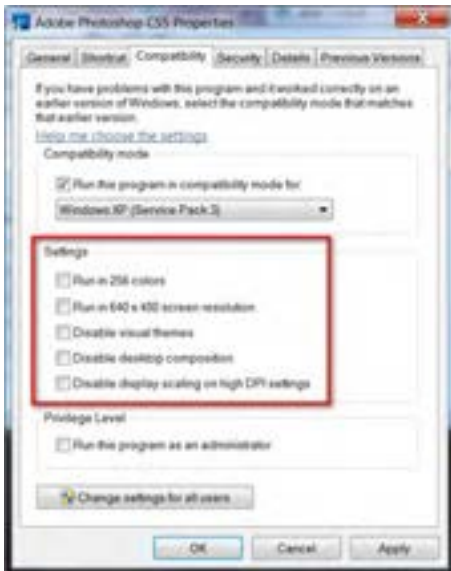 Adobe Photoshop CS5 Properties
General Shortcut Compatibility Security Details Previous Versions
If you have problems with this program and it worked correctly on an
earlier version of Windows, select the compatibility mode that matches
that earlier version.
Help me choose the settings
Compatibility mode
Run this program in compatibility mode for:
Windows XP (Service Pack 3)
Settings
Run in 256 colors
Run in 640 x 480 screen resolution
Disable visual themes
Disable desktop composition
Disable display scaling on high DPI settings
Privilege Level
Run this program as an administrator
Change settings for all users
OK Cancel Apply